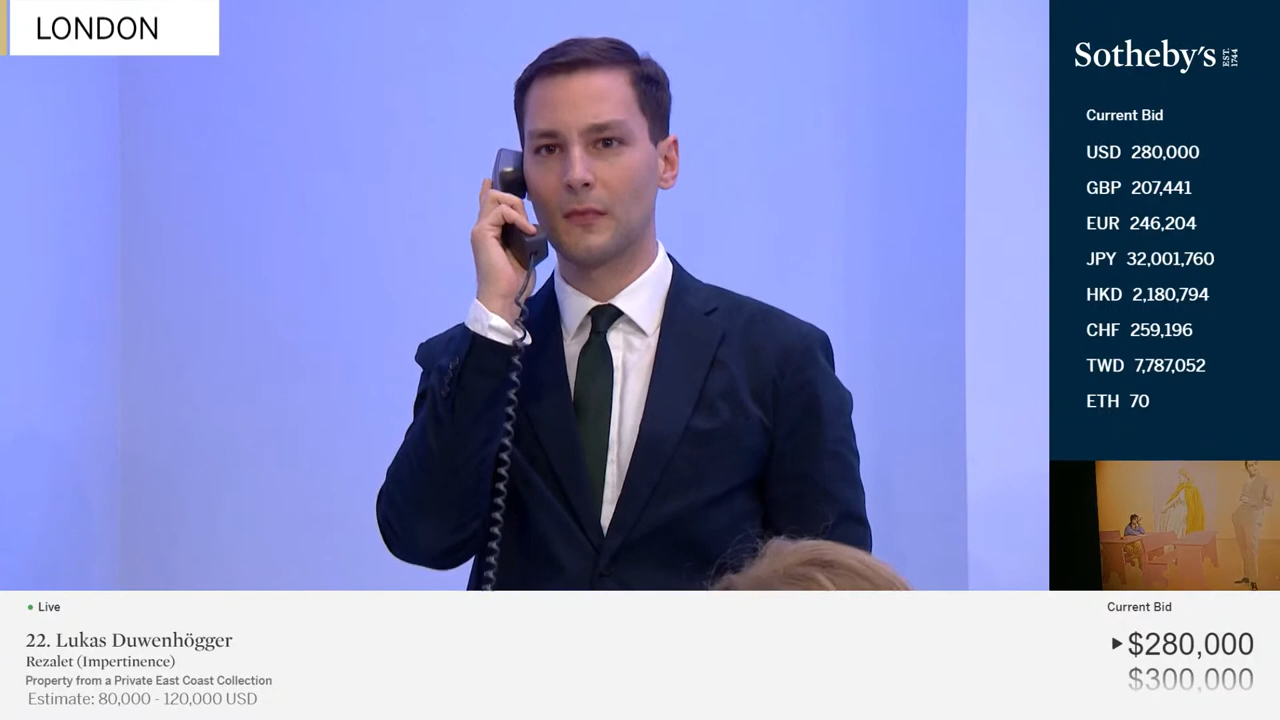 LONDON
Sotheby's EST. 1744
Current Bid
USD 280,000
GBP 207,441
EUR 246,204
JPY 32,001,760
HKD 2,180,794
CHF 259,196
TWD 7,787,052
ETH 70
Live
22. Lukas Duwenhögger
Rezalet (Impertinence)
Property from a Private East Coast Collection
Estimate: 80,000 - 120,000 USD
Current Bid
$280,000
$300,000